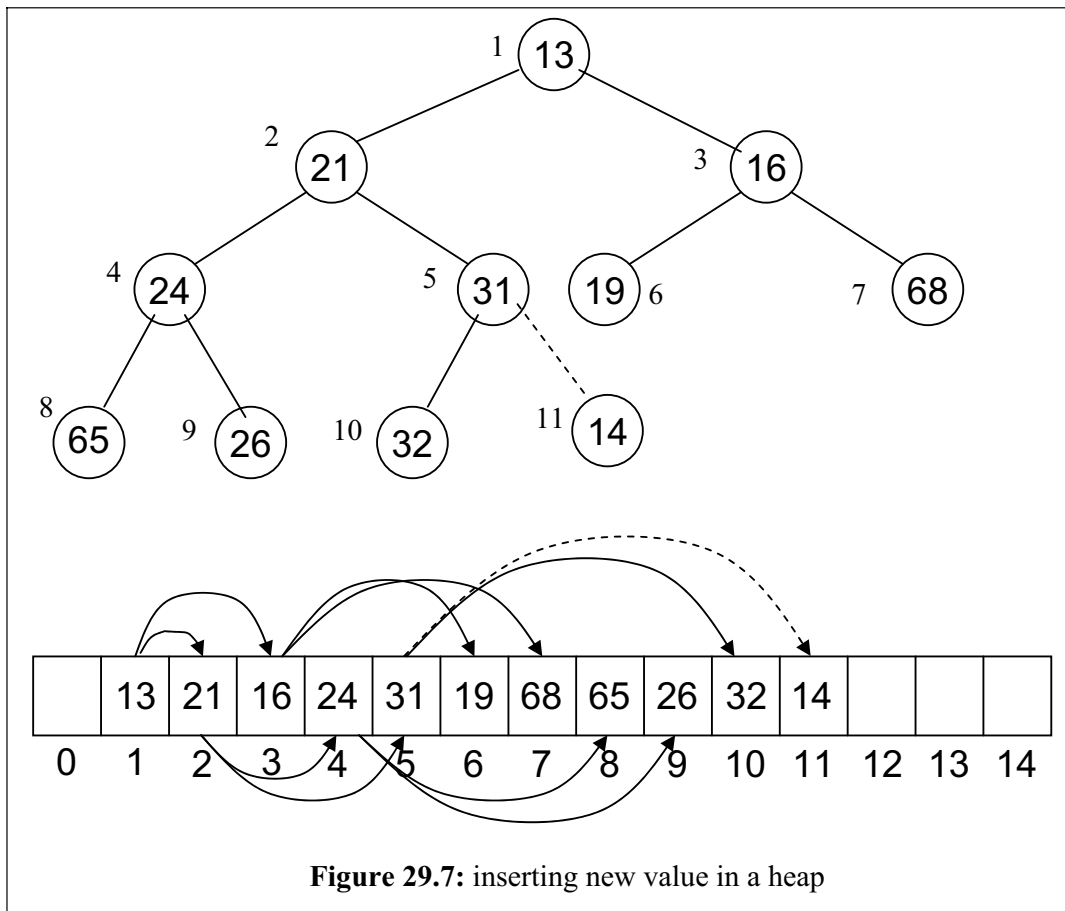 1 13
2 21 3 16
4 24 5 31 19 6 7 68
8 65 9 26 10 32 11 14
13 21 16 24 31 19 68 65 26 32 14
0 1 2 3 4 5 6 7 8 9 10 11 12 13 14
Figure 29.7: inserting new value in a heap